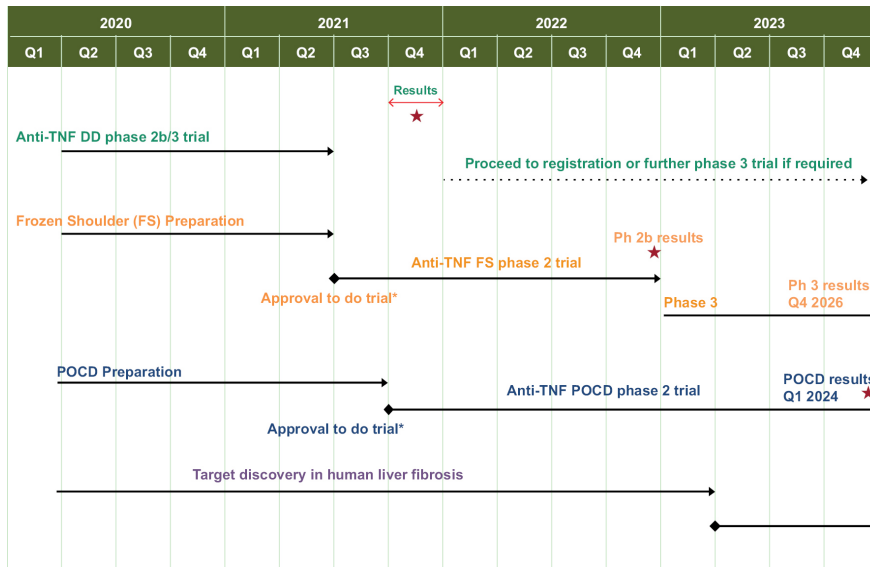 2020 2021 2022 2023
Q1 Q2 Q3 Q4 Q1 Q2 Q3 Q4 Q1 Q2 Q3 Q4 Q1 Q2 Q3 Q4
Results
Anti-TNF DD phase 2b/3 trial
Proceed to registration or further phase 3 trial if required
Frozen Shoulder (FS) Preparation
Ph 2b results
Anti-TNF FS phase 2 trial
Approval to do trial*
Ph 3 results
Q4 2026
Phase 3
POCD Preparation
POCD results
Q1 2024
Anti-TNF POCD phase 2 trial
Approval to do trial*
Target discovery in human liver fibrosis